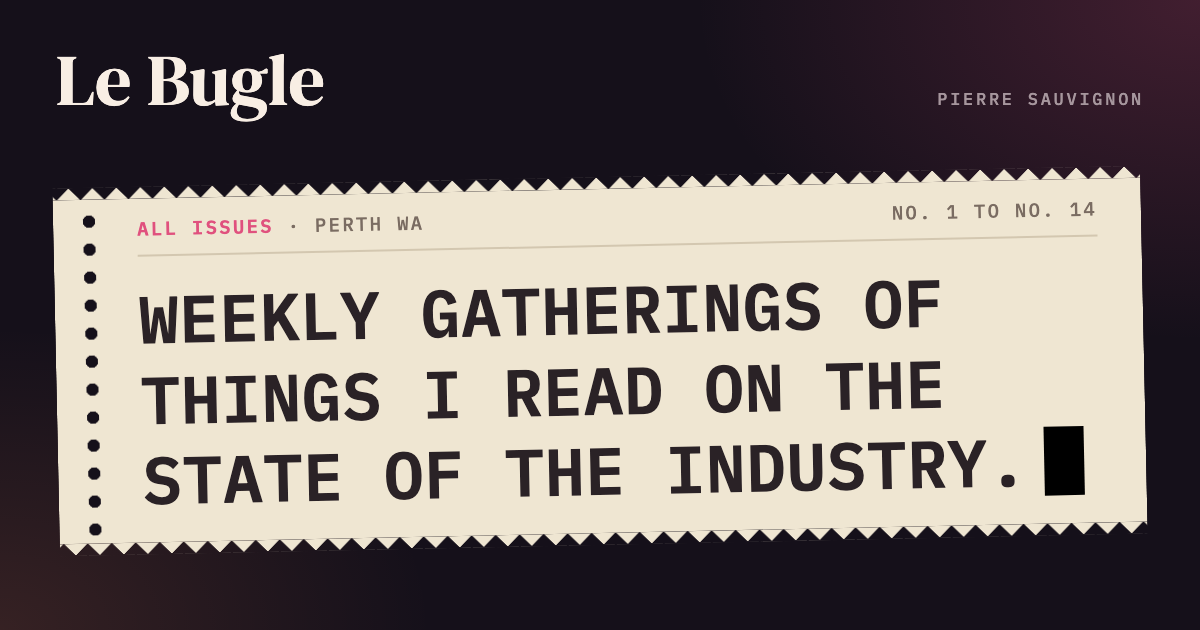 Le Bugle
PIERRE SAUVIGNON
ALL ISSUES · PERTH WA
NO. 1 TO NO. 14
WEEKLY GATHERINGS OF
THINGS I READ ON THE
STATE OF THE INDUSTRY.